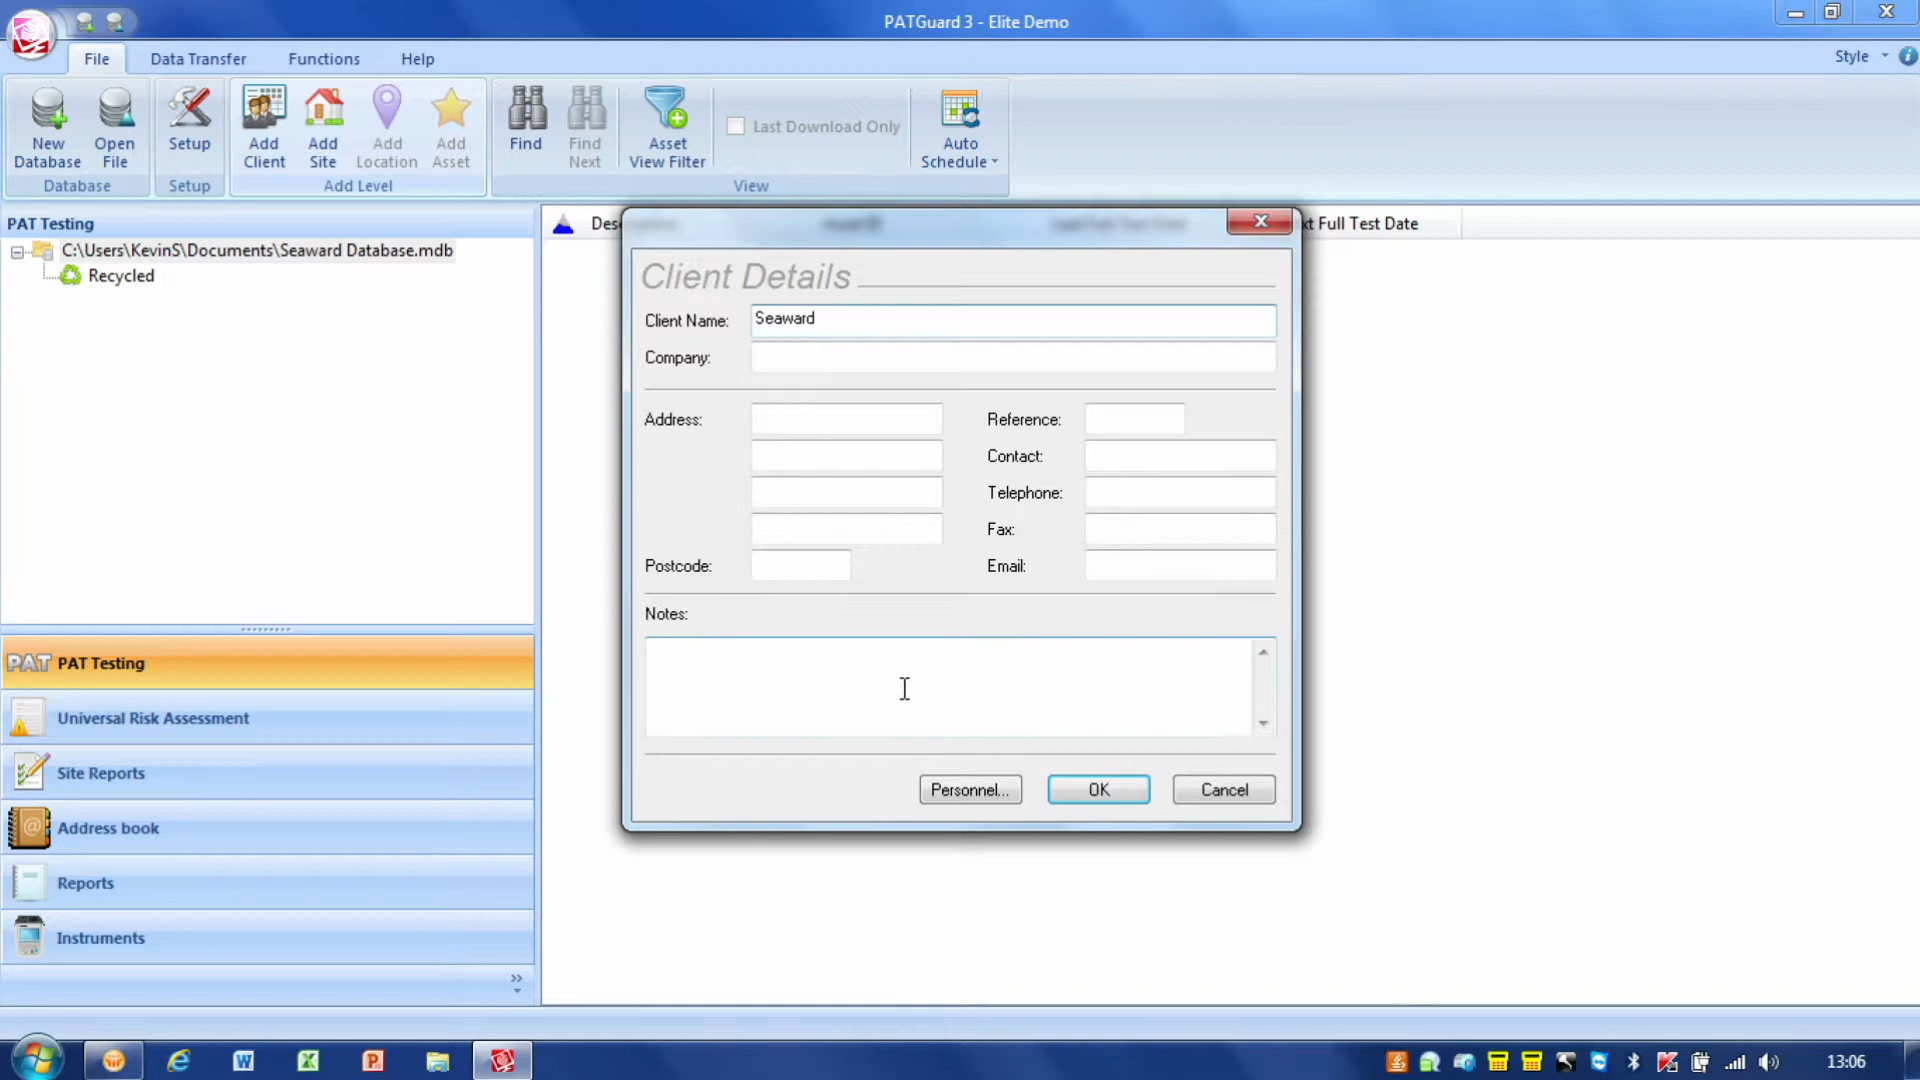 PATGuard 3 - Elite Demo
File Data Transfer Functions Help Style
New Database
Open File
Setup
Add Client
Add Site
Add Location
Add Asset
Find
Find Next
Asset View Filter
Last Download Only
Auto Schedule
Database Setup Add Level View
PAT Testing
C:\Users\KevinS\Documents\Seaward Database.mdb
Recycled
Des
xt Full Test Date
Client Details
Client Name: Seaward
Company:
Address: Reference:
Contact:
Telephone:
Fax:
Postcode: Email:
Notes:
Personnel... OK Cancel
PAT PAT Testing
Universal Risk Assessment
Site Reports
Address book
Reports
Instruments
13:06